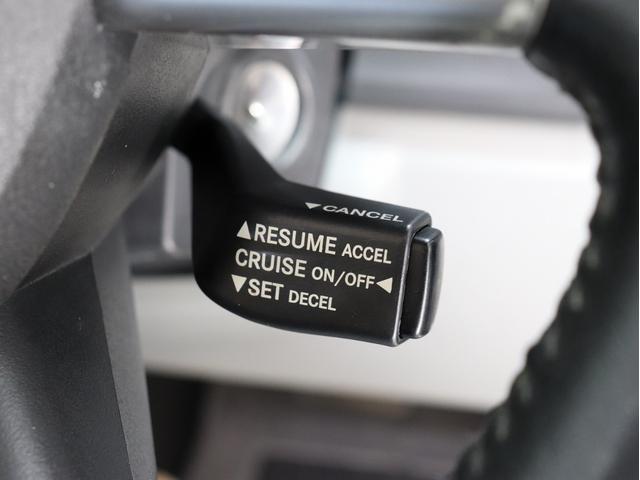 ▼CANCEL
▲RESUME ACCEL
CRUISE ON/OFF◀
▼SET DECEL